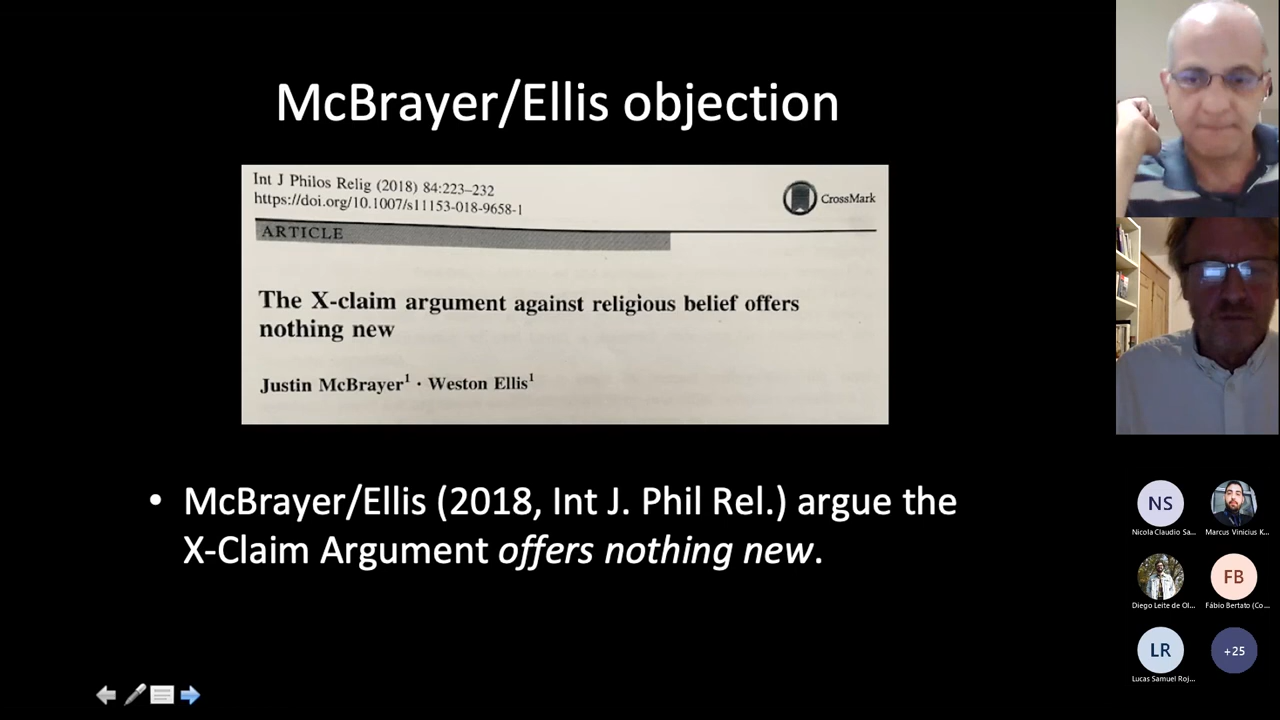 McBrayer/Ellis objection
Int J Philos Relig (2018) 84:223–232
https://doi.org/10.1007/s11153-018-9658-1
CrossMark
ARTICLE
The X-claim argument against religious belief offers
nothing new
Justin McBrayer¹ · Weston Ellis¹
• McBrayer/Ellis (2018, Int J. Phil Rel.) argue the
X-Claim Argument offers nothing new.
NS
Nicola Claudio Sa...
Marcus Vinicius K...
Diego Leite de Ol...
FB
Fábio Bertato (Co...
LR
Lucas Samuel Roj...
+25